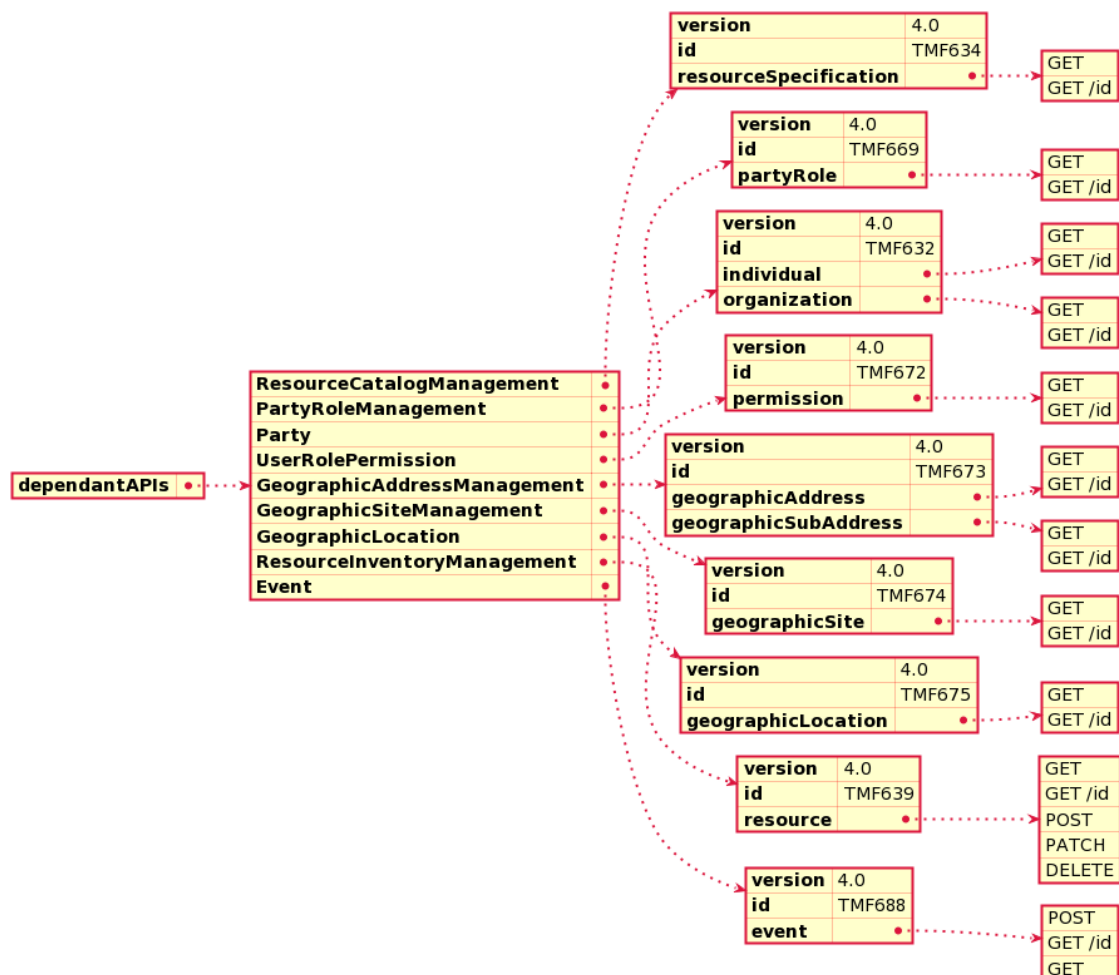 dependantAPIs
ResourceCatalogManagement
PartyRoleManagement
Party
UserRolePermission
GeographicAddressManagement
GeographicSiteManagement
GeographicLocation
ResourceInventoryManagement
Event
version 4.0
id TMF634
resourceSpecification
GET
GET /id
version 4.0
id TMF669
partyRole
GET
GET /id
version 4.0
id TMF632
individual
organization
GET
GET /id
GET
GET /id
version 4.0
id TMF672
permission
GET
GET /id
version 4.0
id TMF673
geographicAddress
geographicSubAddress
GET
GET /id
GET
GET /id
version 4.0
id TMF674
geographicSite
GET
GET /id
version 4.0
id TMF675
geographicLocation
GET
GET /id
version 4.0
id TMF639
resource
GET
GET /id
POST
PATCH
DELETE
version 4.0
id TMF688
event
POST
GET /id
GET